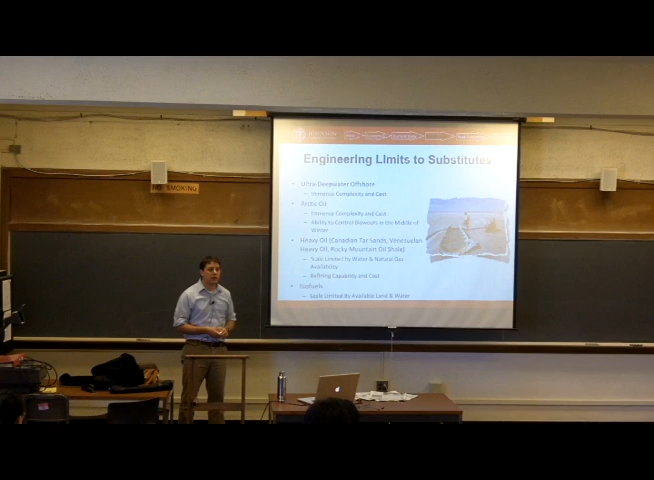 NO SMOKING
Engineering Limits to Substitutes
• Ultra-Deepwater Offshore
– Immense Complexity and Cost
• Arctic Oil
– Immense Complexity and Cost
– Ability to Control Blowouts in the Middle of
Winter
• Heavy Oil (Canadian Tar Sands, Venezuelan
Heavy Oil, Rocky Mountain Oil Shale)
– Scale Limited by Water & Natural Gas
Availability
– Refining Capability and Cost
• Biofuels
– Scale Limited By Available Land & Water